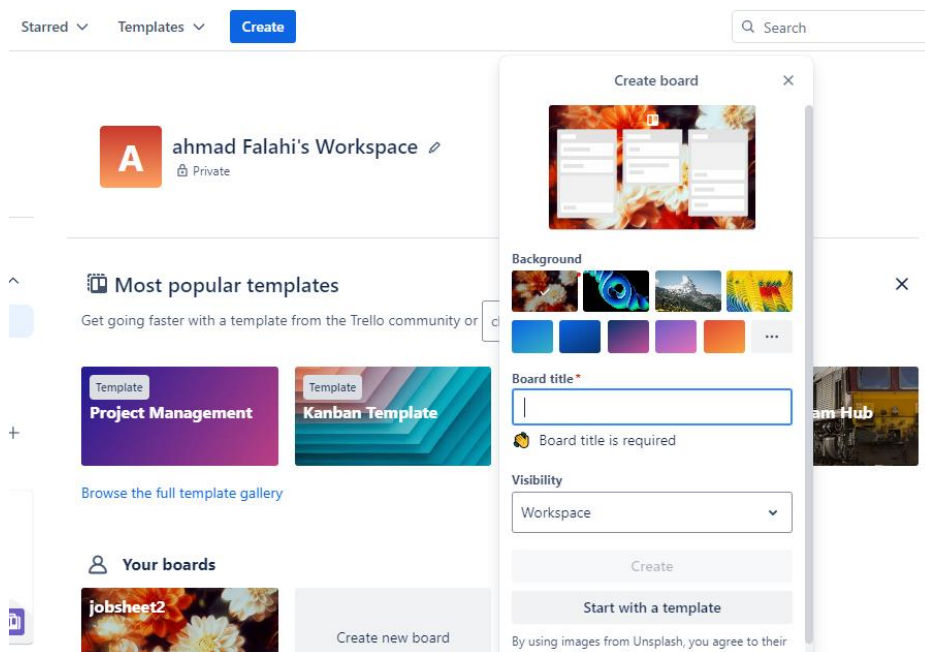 Starred
Templates
Create
Search
A
ahmad Falahi's Workspace
Private
Most popular templates
Get going faster with a template from the Trello community or
Template
Project Management
Template
Kanban Template
Hub
Browse the full template gallery
Your boards
jobsheet2
Create new board
Create board
Background
Board title*
Board title is required
Visibility
Workspace
Create
Start with a template
By using images from Unsplash, you agree to their